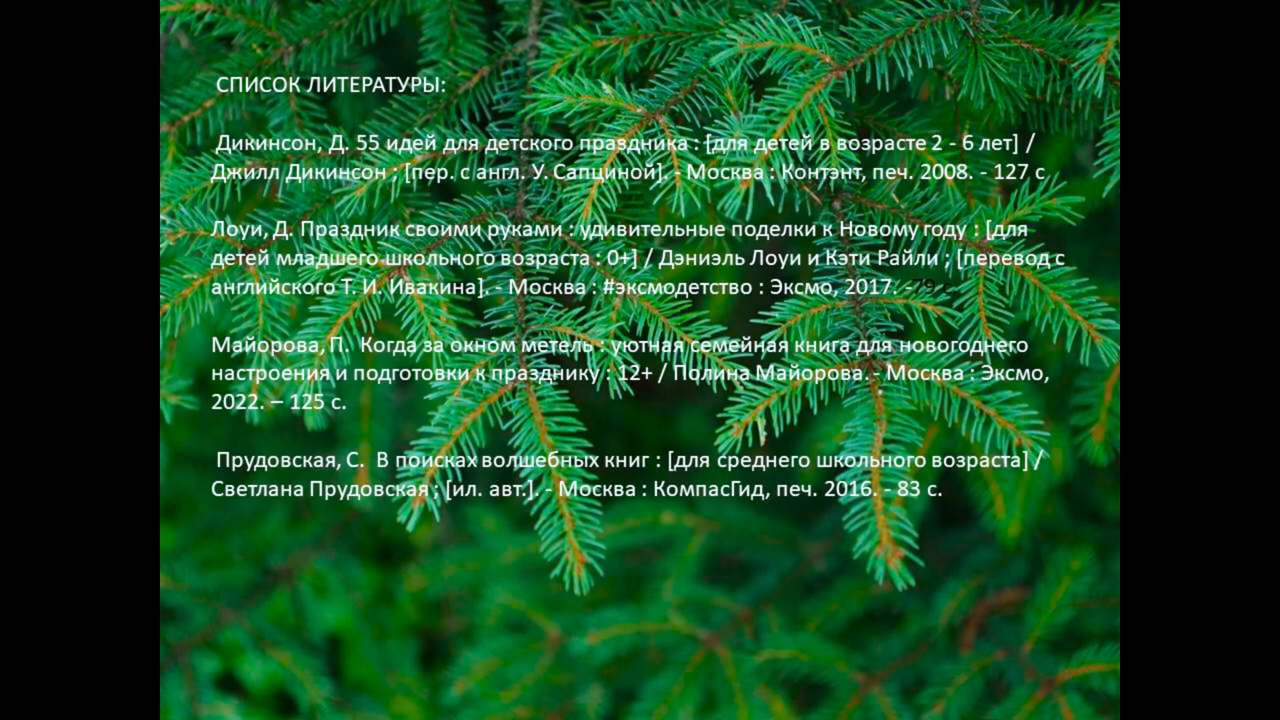 СПИСОК ЛИТЕРАТУРЫ:
Дикинсон, Д. 55 идей для детского праздника : [для детей в возрасте 2 - 6 лет] /
Джилл Дикинсон ; [пер. с англ. У. Сапциной]. - Москва : Контэнт, печ. 2008. - 127 с
Лоуи, Д. Праздник своими руками : удивительные поделки к Новому году : [для
детей младшего школьного возраста : 0+] / Дэниэль Лоуи и Кэти Райли ; [перевод с
английского Т. И. Ивакина]. - Москва : #эксмодетство : Эксмо, 2017. - 79 с.
Майорова, П. Когда за окном метель : уютная семейная книга для новогоднего
настроения и подготовки к празднику : 12+ / Полина Майорова. - Москва : Эксмо,
2022. – 125 с.
Прудовская, С. В поисках волшебных книг : [для среднего школьного возраста] /
Светлана Прудовская ; [ил. авт.]. - Москва : КомпасГид, печ. 2016. - 83 с.